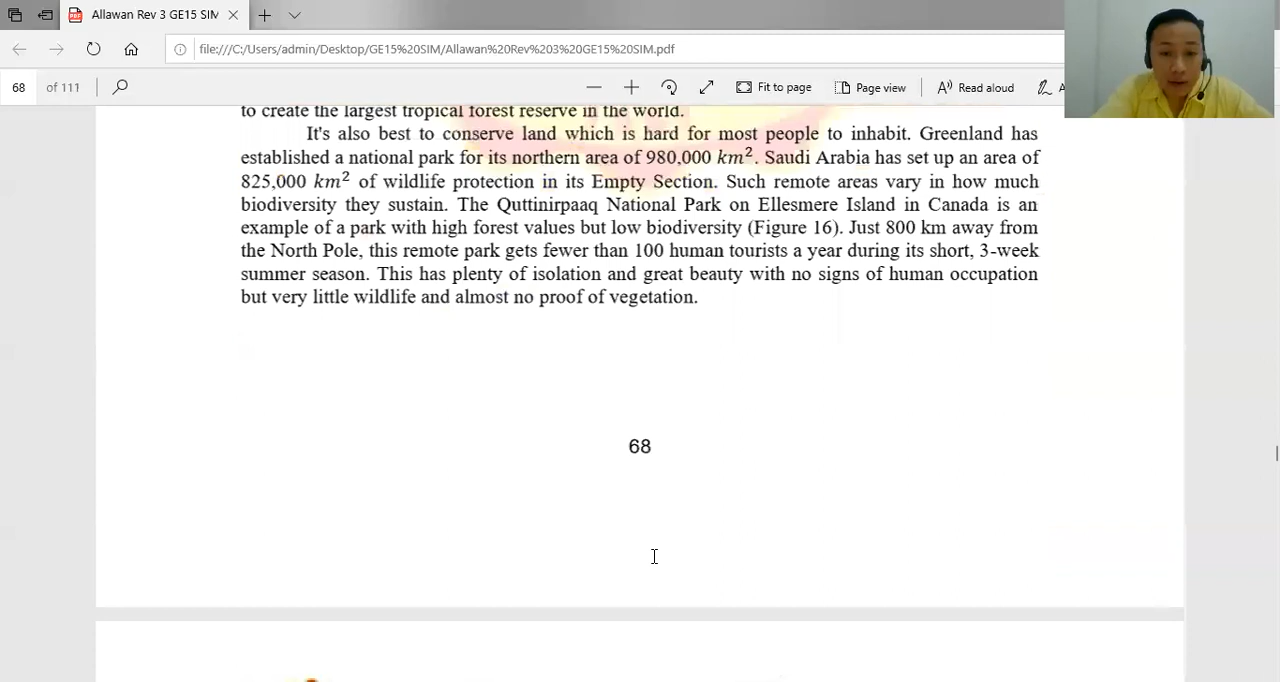 Allawan Rev 3 GE15 SIM
file:///C:/Users/admin/Desktop/GE15%20SIM/Allawan%20Rev%203%20GE15%20SIM.pdf
68 of 111 Fit to page Page view Read aloud
to create the largest tropical forest reserve in the world.
It's also best to conserve land which is hard for most people to inhabit. Greenland has
established a national park for its northern area of 980,000 km². Saudi Arabia has set up an area of
825,000 km² of wildlife protection in its Empty Section. Such remote areas vary in how much
biodiversity they sustain. The Quttinirpaaq National Park on Ellesmere Island in Canada is an
example of a park with high forest values but low biodiversity (Figure 16). Just 800 km away from
the North Pole, this remote park gets fewer than 100 human tourists a year during its short, 3-week
summer season. This has plenty of isolation and great beauty with no signs of human occupation
but very little wildlife and almost no proof of vegetation.
68